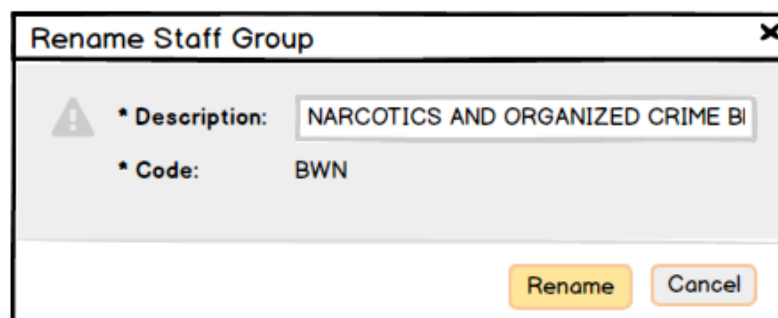 Rename Staff Group
* Description: NARCOTICS AND ORGANIZED CRIME
* Code: BWN
Rename Cancel